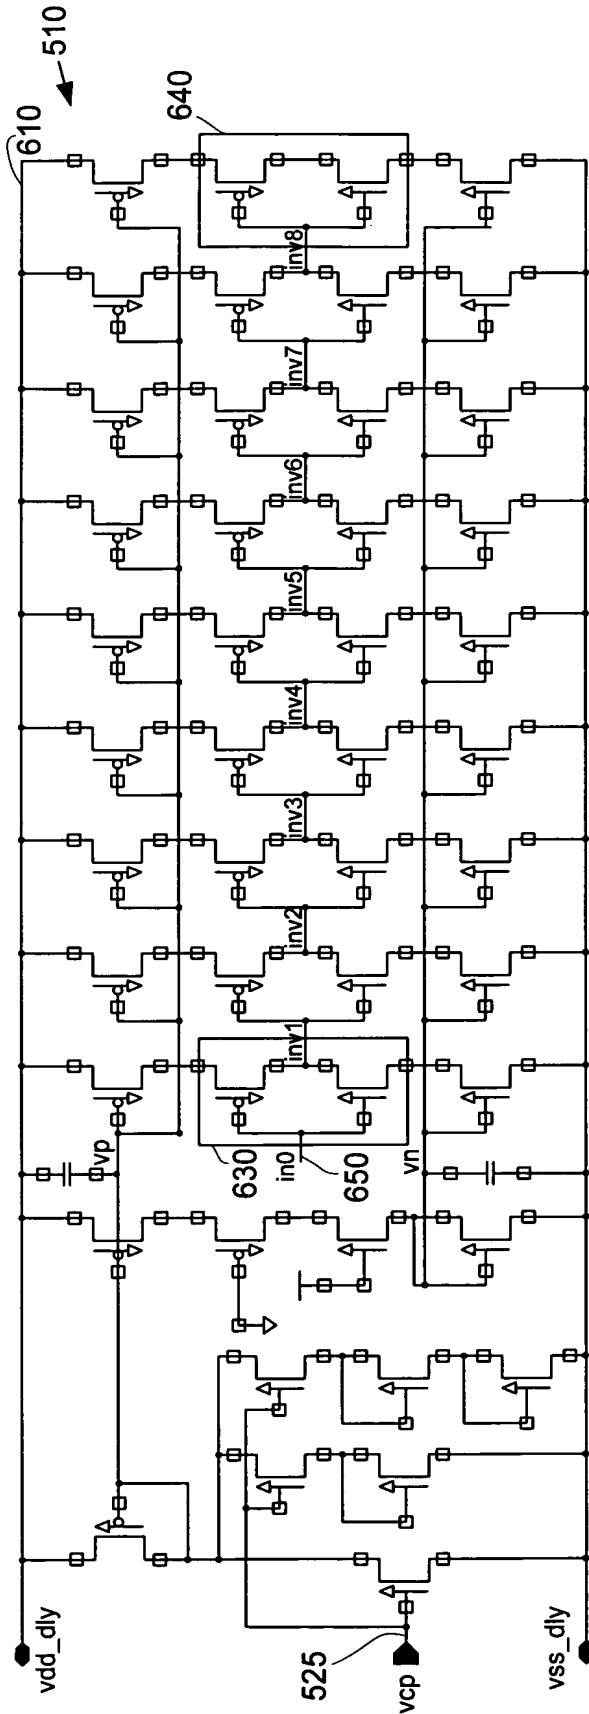 510
610
640
inv8
inv7
inv6
inv5
inv4
inv3
inv2
inv1
vp
630
in0
650
vn
vdd_dly
525
vcp
vss_dly